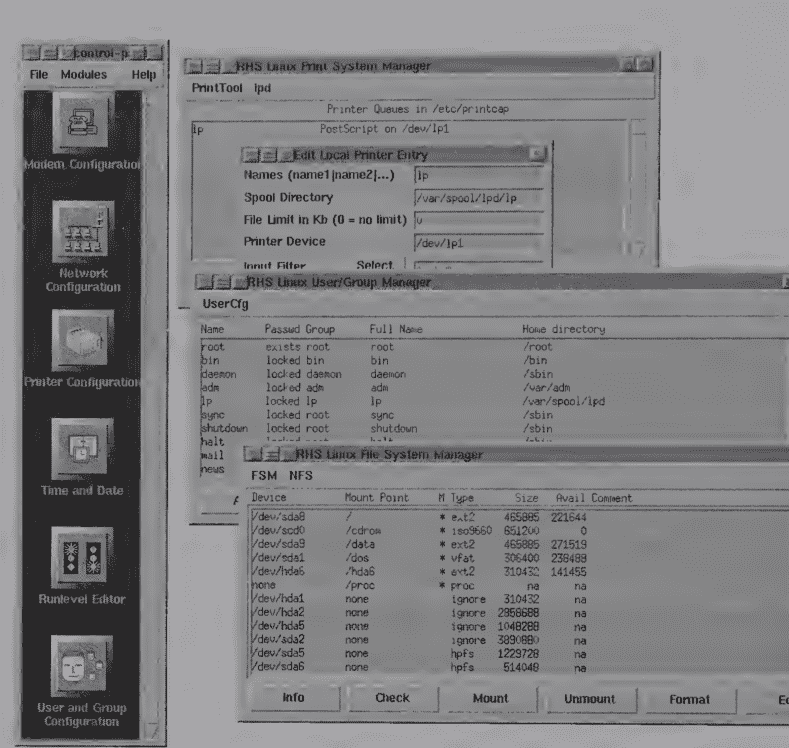 control-p
File Modules Help
Modem Configuration
Network
Configuration
Printer Configuration
Time and Date
Runlevel Editor
User and Group
Configuration
RHS Linux Print System Manager
PrintTool lpd
Printer Queues in /etc/printcap
lp PostScript on /dev/lp1
Edit Local Printer Entry
Names (name1|name2|...) lp
Spool Directory /var/spool/lpd/lp
File Limit in Kb (0 = no limit)
Printer Device /dev/lp1
Input Filter Select
RHS Linux User/Group Manager
UserCfg
Name Passwd Group Full Name Home directory
root exists root root /root
bin locked bin bin /bin
daemon locked daemon daemon /sbin
adm locked adm adm /var/adm
lp locked lp lp /var/spool/lpd
sync locked root sync /sbin
shutdown locked root shutdown /sbin
halt locked root halt /sbin
mail
news
RHS Linux File System Manager
FSM NFS
Device Mount Point M Type Size Avail Comment
/dev/sda8 / * ext2 465885 221644
/dev/scd0 /cdrom * iso9660 651200 0
/dev/sda9 /data * ext2 465885 271519
/dev/sda1 /dos * vfat 306400 238488
/dev/hda6 /hda6 * ext2 310432 141455
none /proc * proc na na
/dev/hda1 none ignore 310432 na
/dev/hda2 none ignore na
/dev/hda5 none ignore 1048288 na
/dev/sda2 none ignore na
/dev/sda5 none hpfs 1229728 na
/dev/sda6 none hpfs 514048 na
Info Check Mount Unmount Format